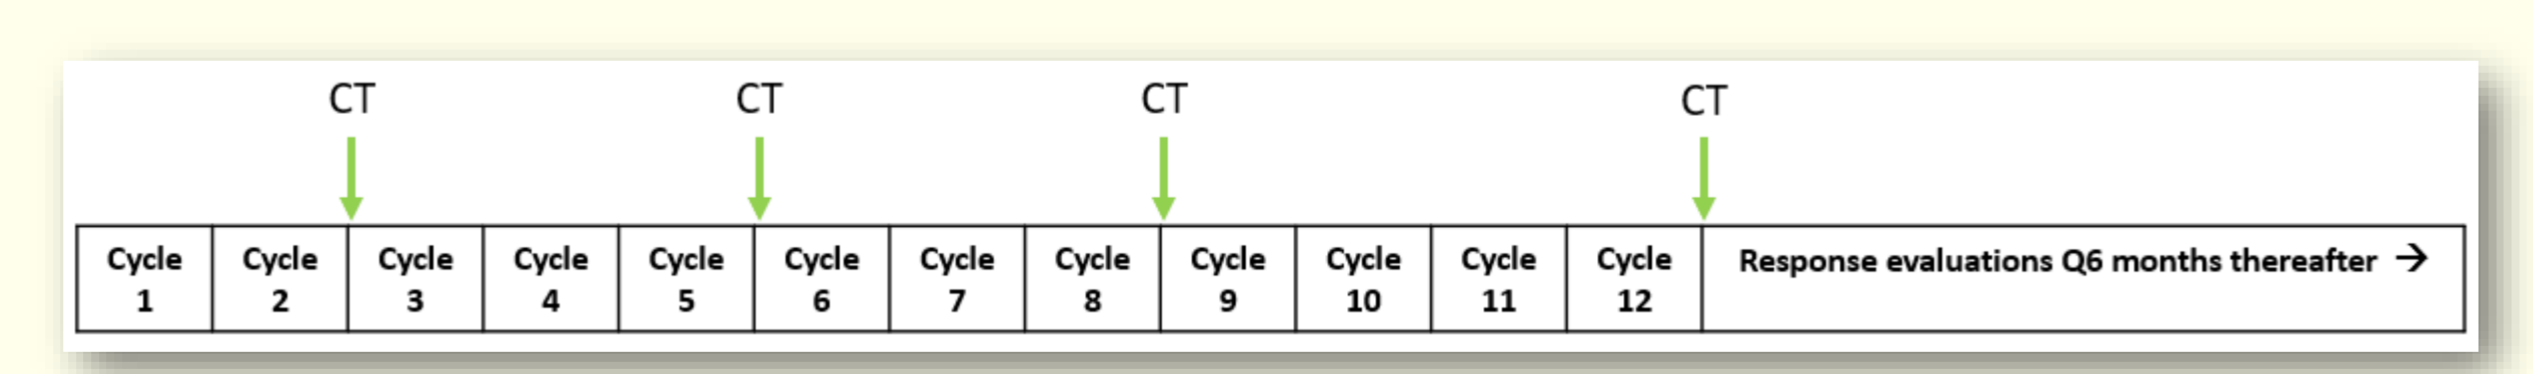 CT CT CT CT
Cycle 1 Cycle 2 Cycle 3 Cycle 4 Cycle 5 Cycle 6 Cycle 7 Cycle 8 Cycle 9 Cycle 10 Cycle 11 Cycle 12 Response evaluations Q6 months thereafter →